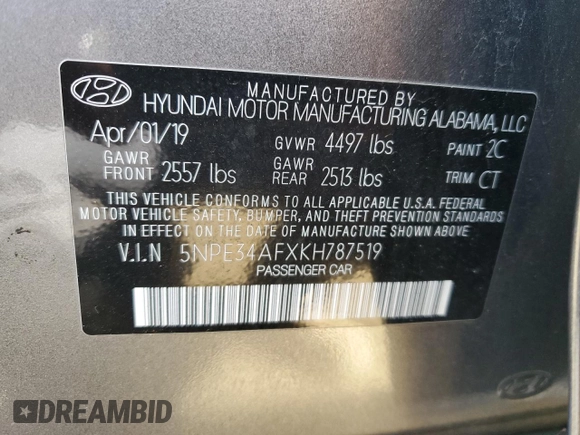 MANUFACTURED BY
HYUNDAI MOTOR MANUFACTURING ALABAMA, LLC
Apr/01/19 GVWR 4497 lbs PAINT 2C
GAWR FRONT 2557 lbs GAWR REAR 2513 lbs TRIM CT
THIS VEHICLE CONFORMS TO ALL APPLICABLE U.S.A. FEDERAL
MOTOR VEHICLE SAFETY, BUMPER, AND THEFT PREVENTION STANDARDS
IN EFFECT ON THE DATE OF MANUFACTURE SHOWN ABOVE.
V.I.N 5NPE34AFXKH787519
PASSENGER CAR
DREAMBID